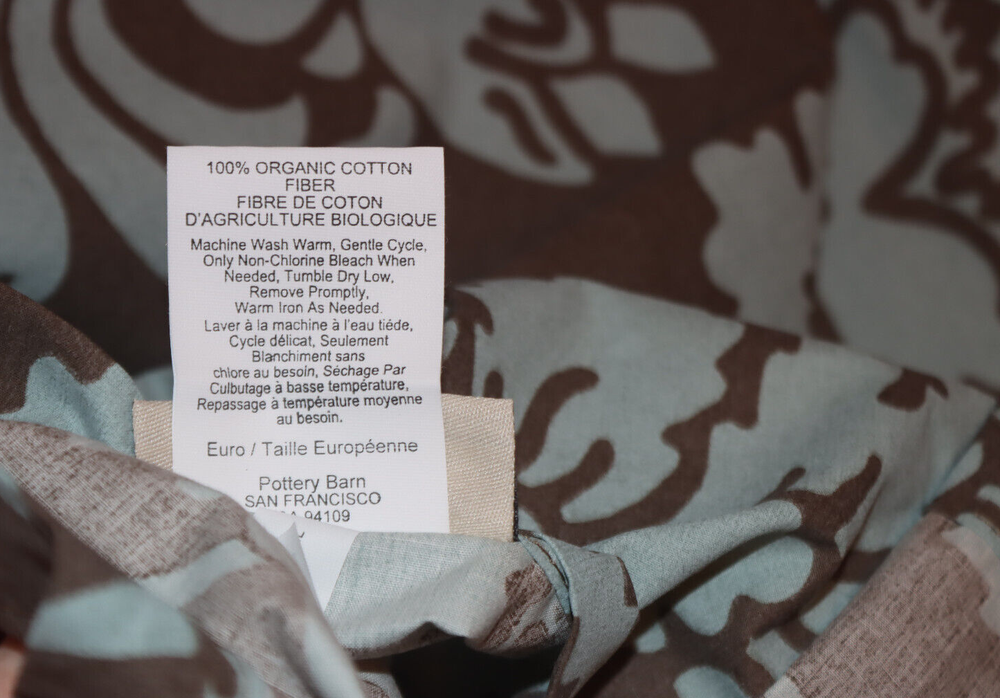 100% ORGANIC COTTON
FIBER
FIBRE DE COTON
D'AGRICULTURE BIOLOGIQUE
Machine Wash Warm, Gentle Cycle,
Only Non-Chlorine Bleach When
Needed, Tumble Dry Low,
Remove Promptly,
Warm Iron As Needed.
Laver à la machine à l'eau tiéde,
Cycle délicat, Seulement
Blanchiment sans
chlore au besoin, Séchage Par
Culbutage à basse température,
Repassage à température moyenne
au besoin.
Euro / Taille Européenne
Pottery Barn
SAN FRANCISCO
94109